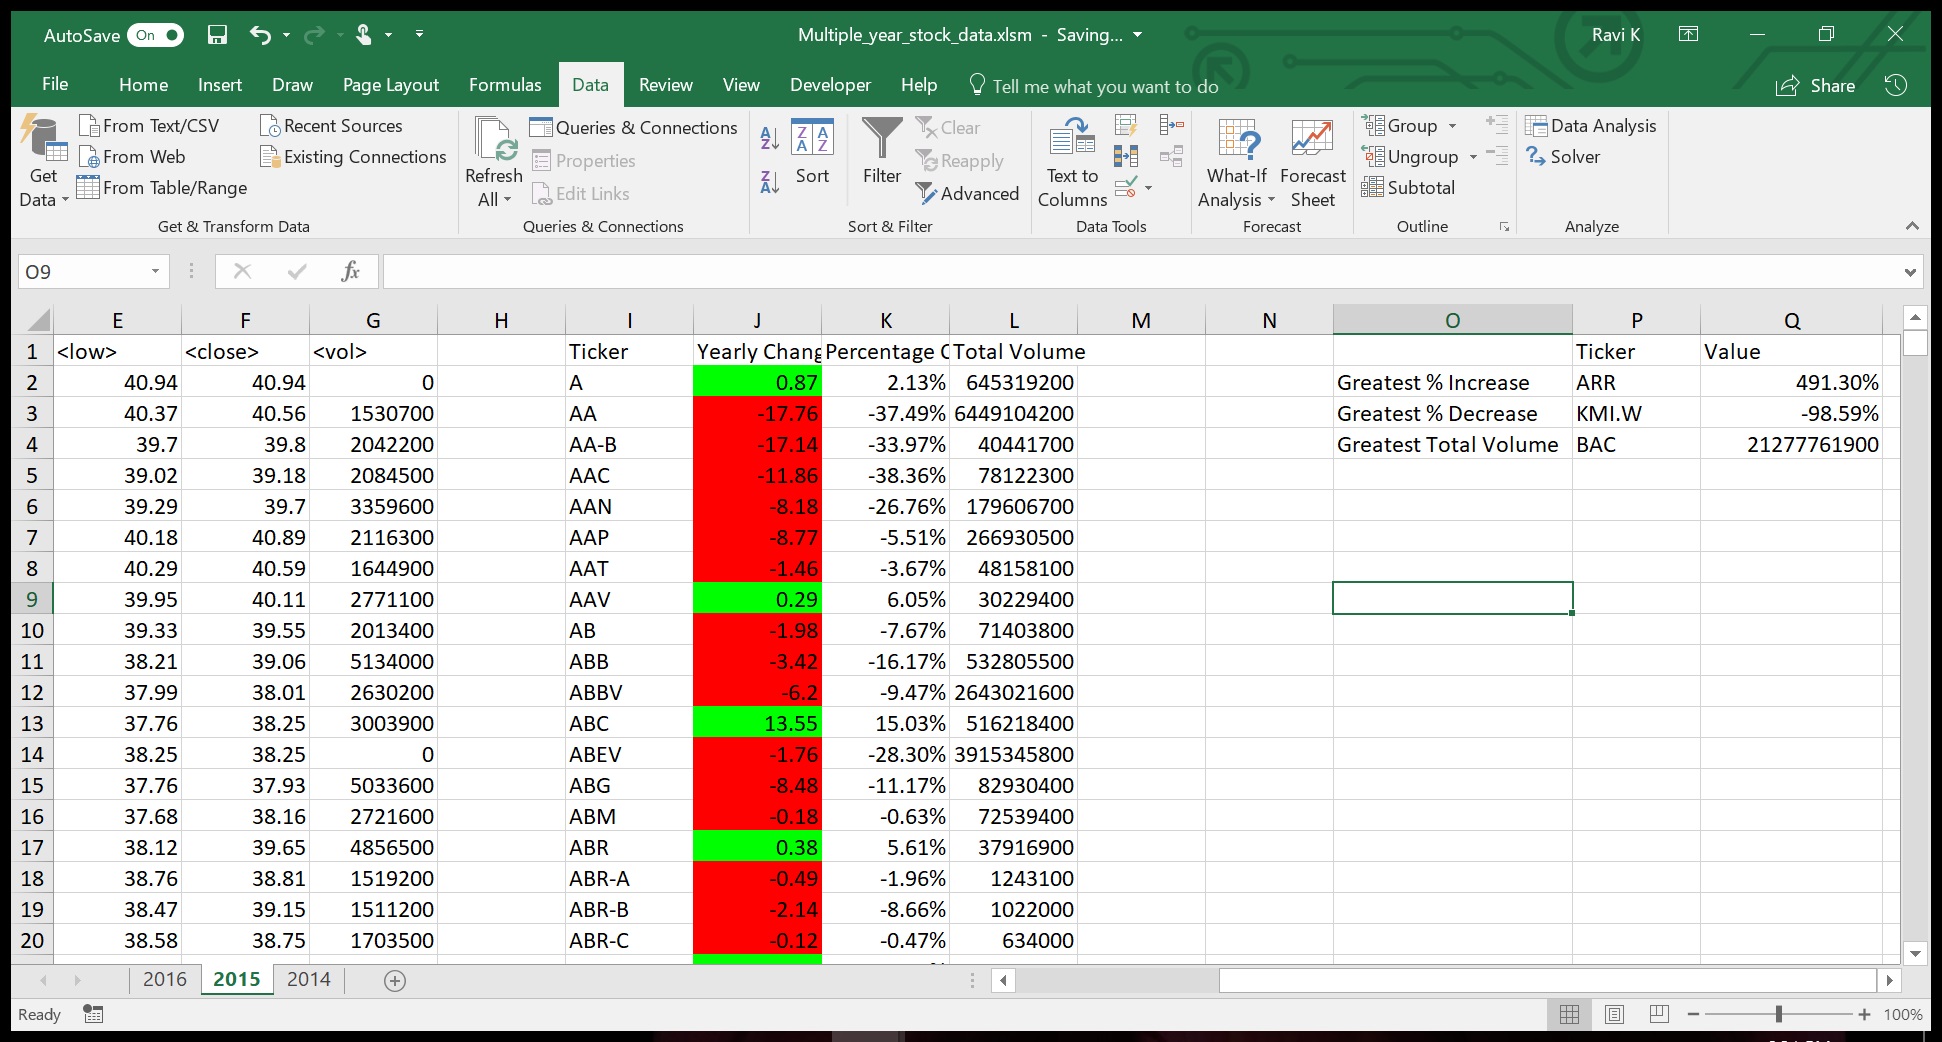 AutoSave On Multiple_year_stock_data.xlsm - Saving... Ravi K
File Home Insert Draw Page Layout Formulas Data Review View Developer Help Tell me what you want to do Share
Get Data
From Text/CSV
From Web
From Table/Range
Recent Sources
Existing Connections
Get & Transform Data
Refresh All
Queries & Connections
Properties
Edit Links
Queries & Connections
Sort
Filter
Clear
Reapply
Advanced
Sort & Filter
Text to Columns
Data Tools
What-If Analysis
Forecast Sheet
Forecast
Group
Ungroup
Subtotal
Outline
Data Analysis
Solver
Analyze
O9 fx
E F G H I J K L M N O P Q
1 <low> <close> <vol> Ticker Yearly Chang Percentage C Total Volume Ticker Value
2 40.94 40.94 0 A 0.87 2.13% 645319200 Greatest % Increase ARR 491.30%
3 40.37 40.56 1530700 AA -17.76 -37.49% 6449104200 Greatest % Decrease KMI.W -98.59%
4 39.7 39.8 2042200 AA-B -17.14 -33.97% 40441700 Greatest Total Volume BAC 21277761900
5 39.02 39.18 2084500 AAC -11.86 -38.36% 78122300
6 39.29 39.7 3359600 AAN -8.18 -26.76% 179606700
7 40.18 40.89 2116300 AAP -8.77 -5.51% 266930500
8 40.29 40.59 1644900 AAT -1.46 -3.67% 48158100
9 39.95 40.11 2771100 AAV 0.29 6.05% 30229400
10 39.33 39.55 2013400 AB -1.98 -7.67% 71403800
11 38.21 39.06 5134000 ABB -3.42 -16.17% 532805500
12 37.99 38.01 2630200 ABBV -6.2 -9.47% 2643021600
13 37.76 38.25 3003900 ABC 13.55 15.03% 516218400
14 38.25 38.25 0 ABEV -1.76 -28.30% 3915345800
15 37.76 37.93 5033600 ABG -8.48 -11.17% 82930400
16 37.68 38.16 2721600 ABM -0.18 -0.63% 72539400
17 38.12 39.65 4856500 ABR 0.38 5.61% 37916900
18 38.76 38.81 1519200 ABR-A -0.49 -1.96% 1243100
19 38.47 39.15 1511200 ABR-B -2.14 -8.66% 1022000
20 38.58 38.75 1703500 ABR-C -0.12 -0.47% 634000
2016 2015 2014
Ready 100%